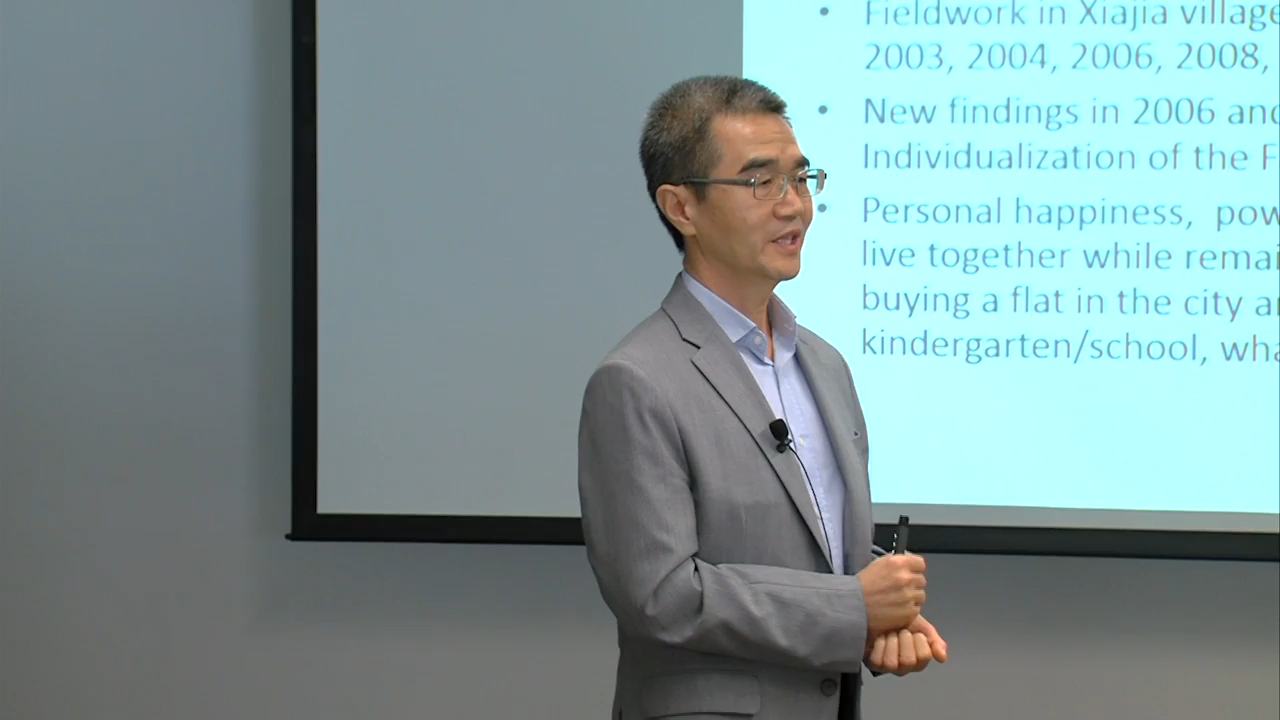 • Fieldwork in Xiajia village
2003, 2004, 2006, 2008,
• New findings in 2006 and
Individualization of the F
• Personal happiness, pow
live together while remai
buying a flat in the city a
kindergarten/school, wha